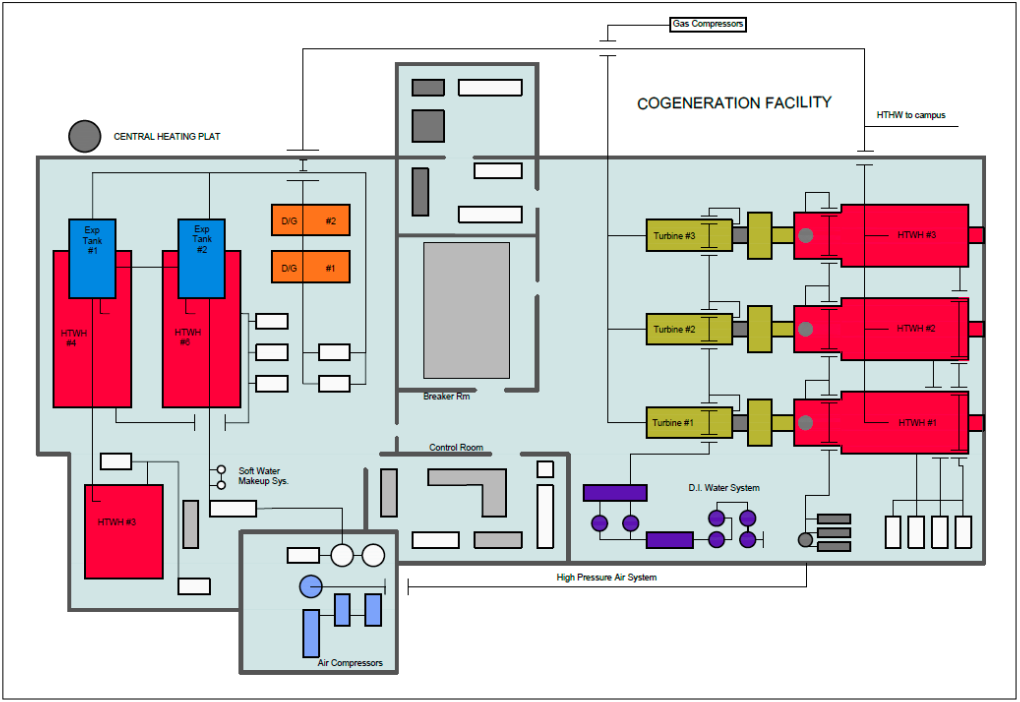 Gas Compressors
COGENERATION FACILITY
HTHW to campus
CENTRAL HEATING PLAT
Exp
Tank
#1
Exp
Tank
#2
D/G #2
D/G #1
HTWH
#4
HTWH
#6
Turbine #3
HTWH #3
Turbine #2
HTWH #2
Turbine #1
HTWH #1
Breaker Rm
Control Room
Soft Water
Makeup Sys.
D.I. Water System
HTWH #3
High Pressure Air System
Air Compressors